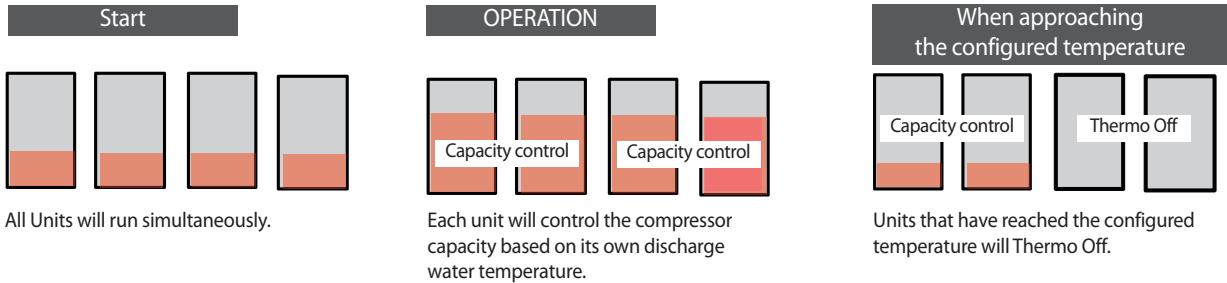 Start
All Units will run simultaneously.
OPERATION
Capacity control
Capacity control
Each unit will control the compressor
capacity based on its own discharge
water temperature.
When approaching
the configured temperature
Capacity control
Thermo Off
Units that have reached the configured
temperature will Thermo Off.